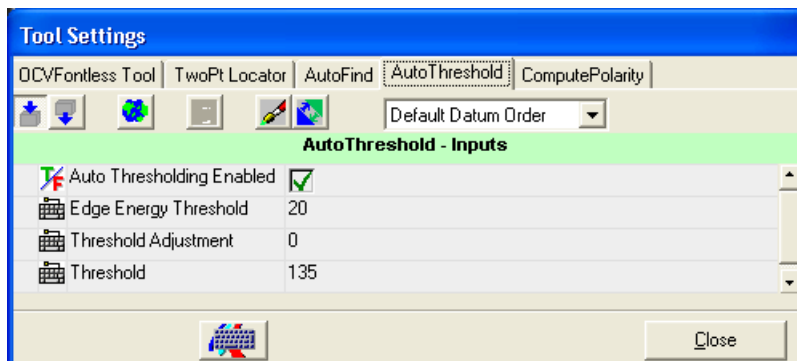 Tool Settings
OCVFontless Tool TwoPt Locator AutoFind AutoThreshold ComputePolarity
Default Datum Order
AutoThreshold - Inputs
T/F Auto Thresholding Enabled
Edge Energy Threshold 20
Threshold Adjustment 0
Threshold 135
Close